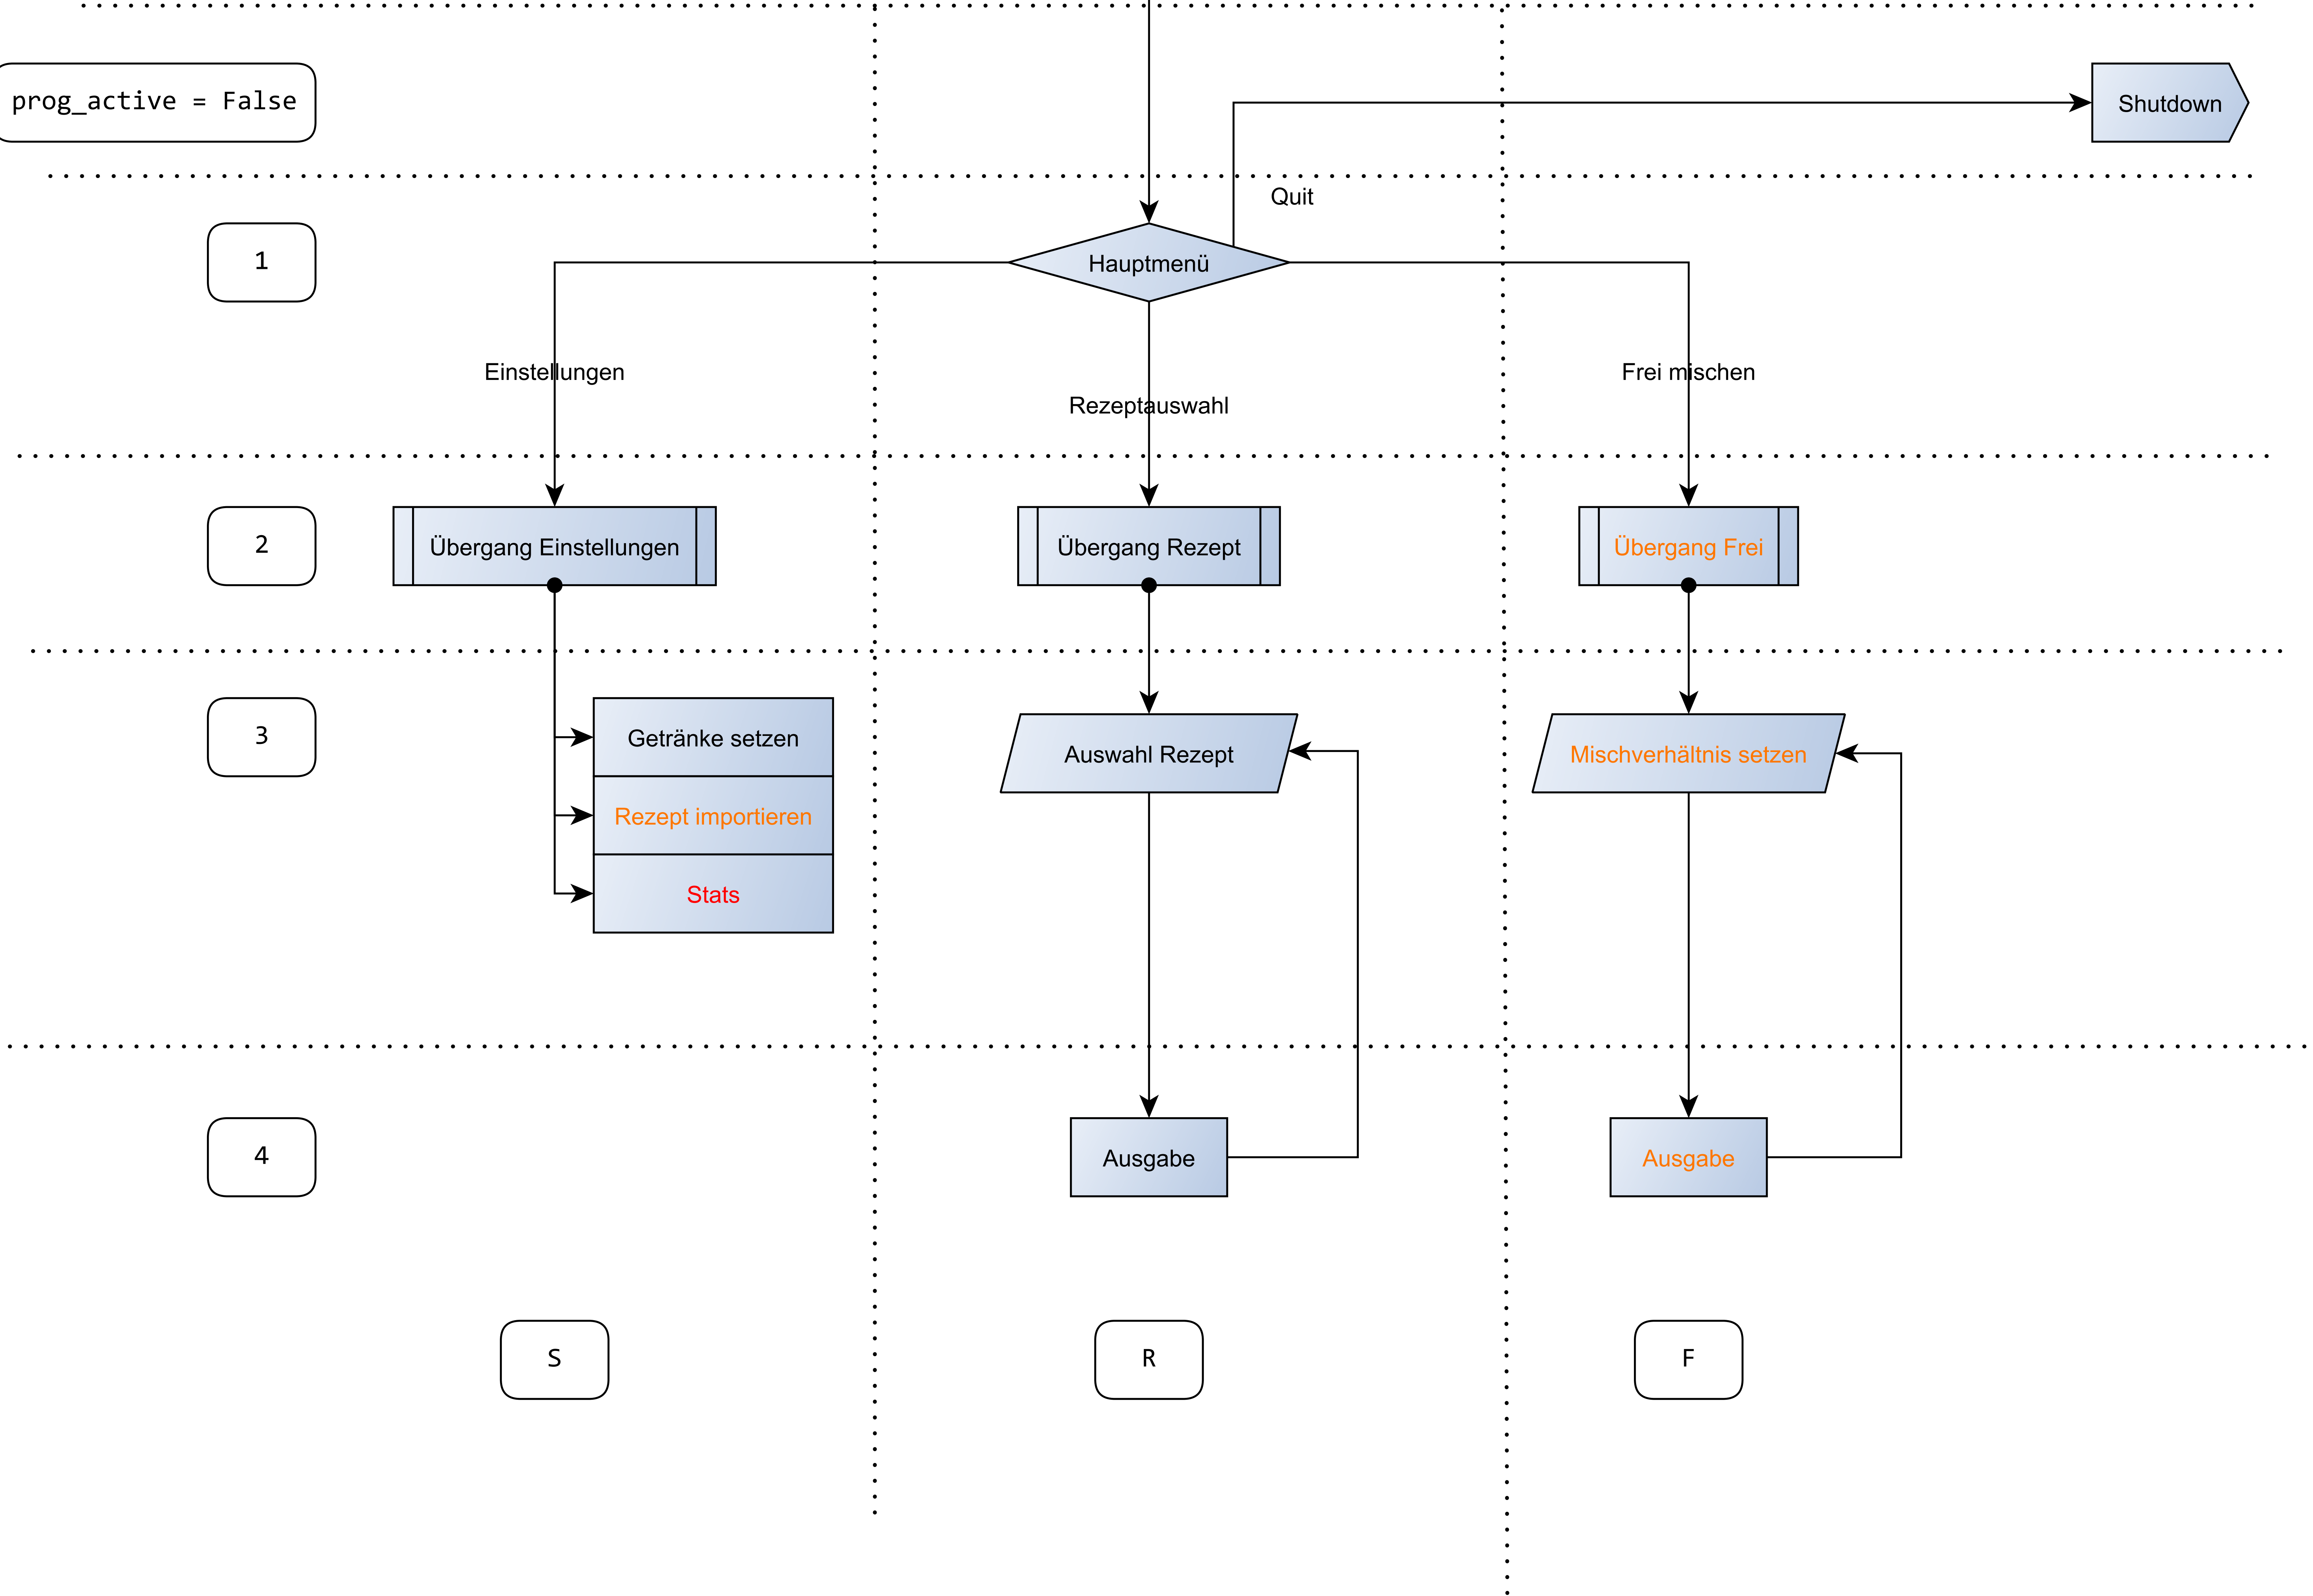 prog_active = False
Shutdown
Quit
1
Hauptmenü
Einstellungen
Frei mischen
Rezeptauswahl
2
Übergang Einstellungen
Übergang Rezept
Übergang Frei
3
Getränke setzen
Auswahl Rezept
Mischverhältnis setzen
Rezept importieren
Stats
4
Ausgabe
Ausgabe
S
R
F